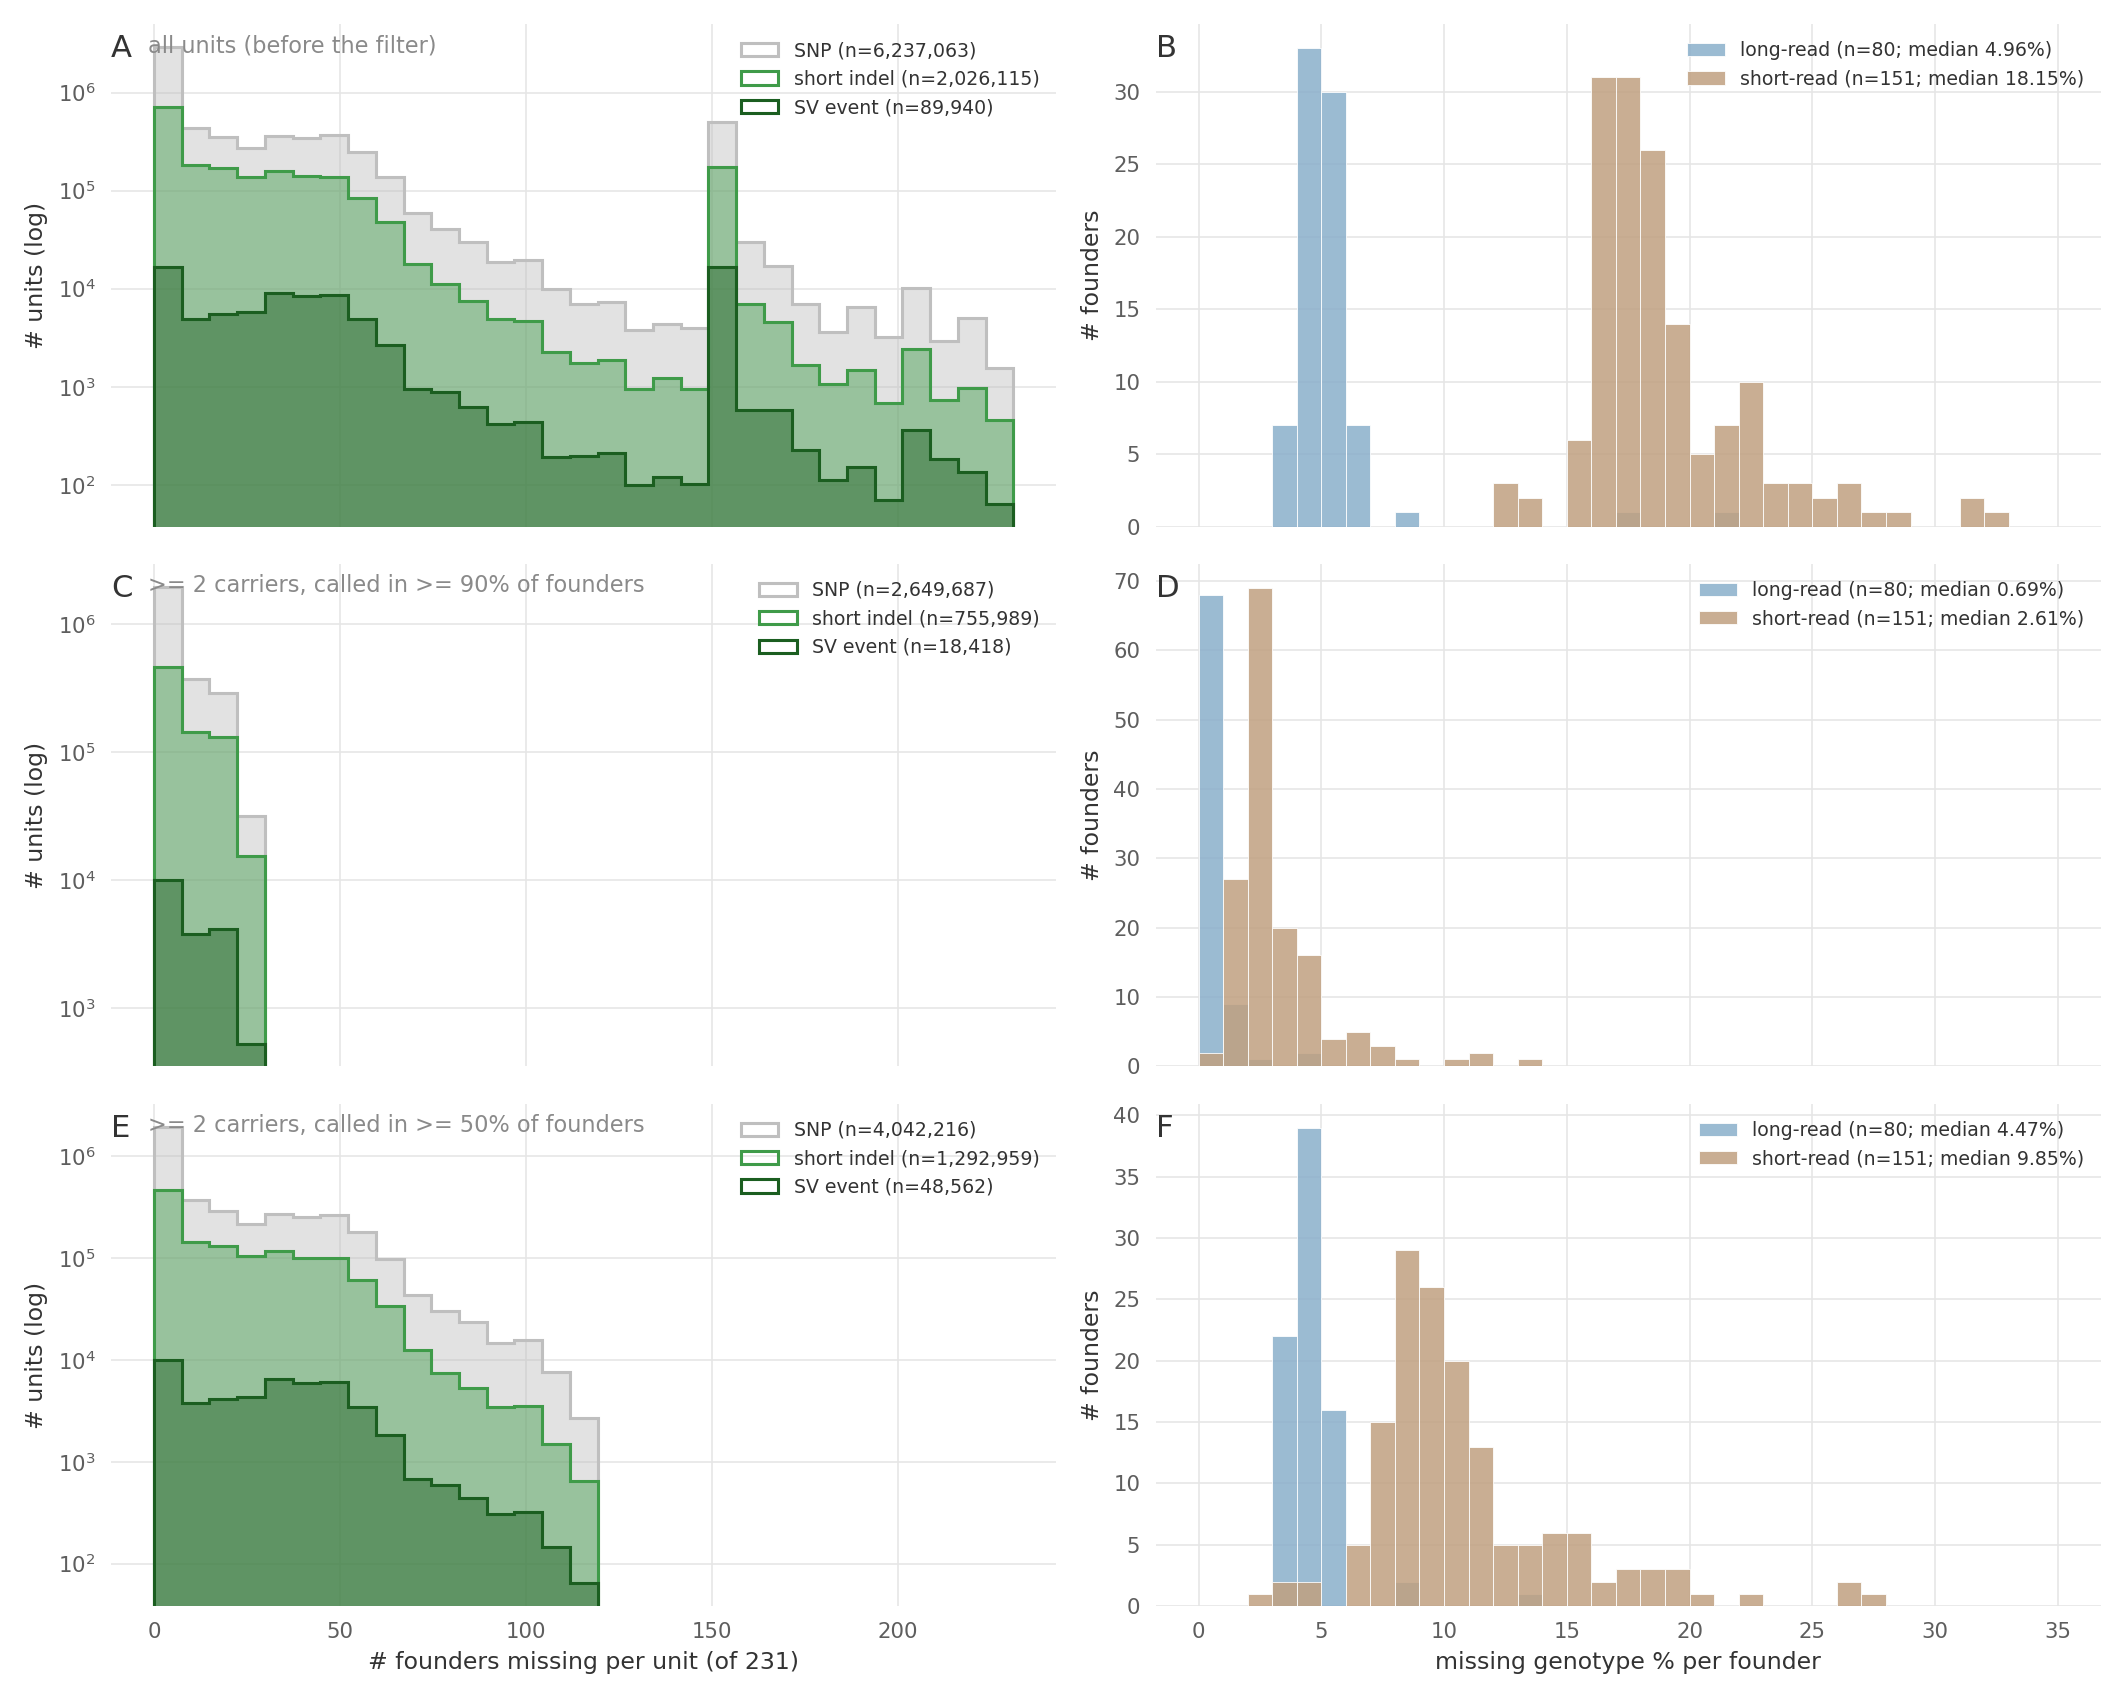 A all units (before the filter)
SNP (n=6,237,063)
short indel (n=2,026,115)
SV event (n=89,940)
10⁶
10⁵
10⁴
10³
10²
# units (log)
B
long-read (n=80; median 4.96%)
short-read (n=151; median 18.15%)
30
25
20
15
10
5
0
# founders
C >= 2 carriers, called in >= 90% of founders
SNP (n=2,649,687)
short indel (n=755,989)
SV event (n=18,418)
10⁶
10⁵
10⁴
10³
# units (log)
D
long-read (n=80; median 0.69%)
short-read (n=151; median 2.61%)
70
60
50
40
30
20
10
0
# founders
E >= 2 carriers, called in >= 50% of founders
SNP (n=4,042,216)
short indel (n=1,292,959)
SV event (n=48,562)
10⁶
10⁵
10⁴
10³
10²
# units (log)
0 50 100 150 200
# founders missing per unit (of 231)
F
long-read (n=80; median 4.47%)
short-read (n=151; median 9.85%)
40
35
30
25
20
15
10
5
0
# founders
0 5 10 15 20 25 30 35
missing genotype % per founder